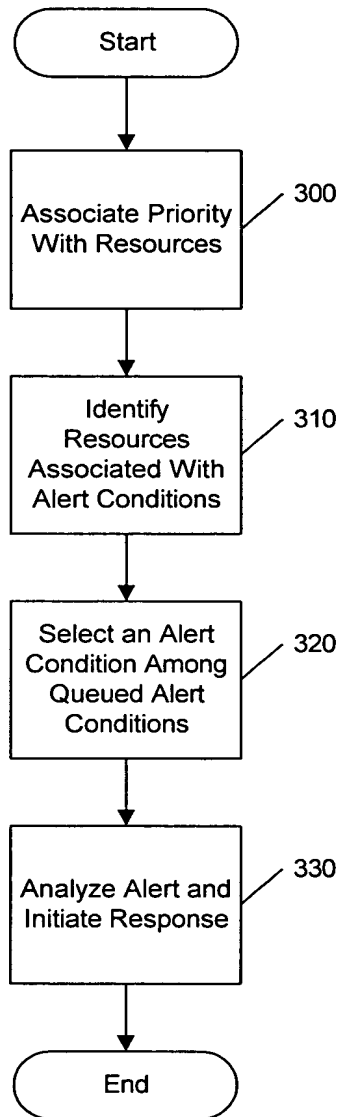 Start
Associate Priority
With Resources
300
Identify
Resources
Associated With
Alert Conditions
310
Select an Alert
Condition Among
Queued Alert
Conditions
320
Analyze Alert and
Initiate Response
330
End